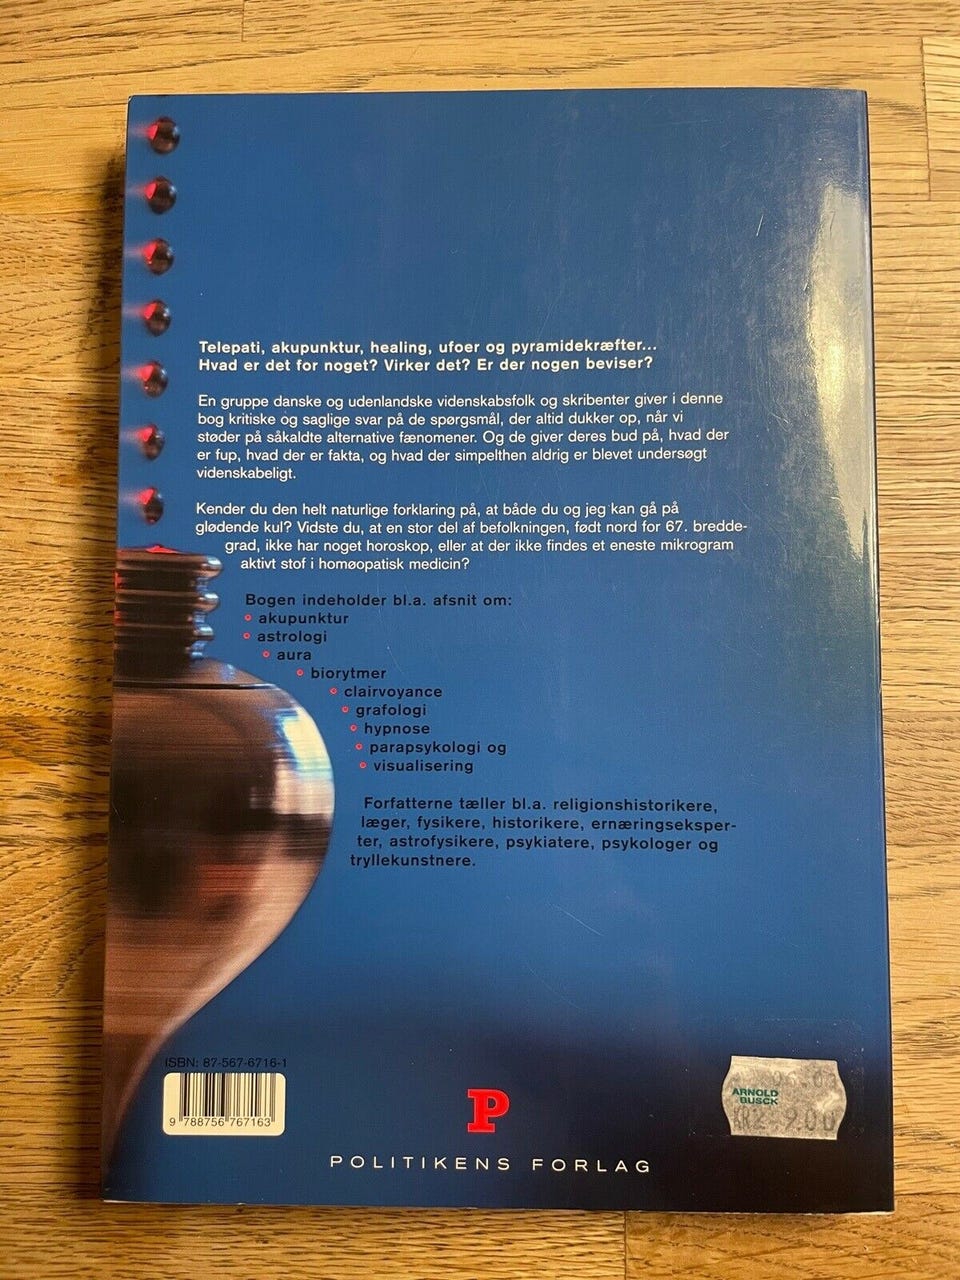 Telepati, akupunktur, healing, ufoer og pyramidekræfter...
Hvad er det for noget? Virker det? Er der nogen beviser?
En gruppe danske og udenlandske videnskabsfolk og skribenter giver i denne
bog kritiske og saglige svar på de spørgsmål, der altid dukker op, når vi
støder på såkaldte alternative fænomener. Og de giver deres bud på, hvad der
er fup, hvad der er fakta, og hvad der simpelthen aldrig er blevet undersøgt
videnskabeligt.
Kender du den helt naturlige forklaring på, at både du og jeg kan gå på
glødende kul? Vidste du, at en stor del af befolkningen, født nord for 67. bredde-
grad, ikke har noget horoskop, eller at der ikke findes et eneste mikrogram
aktivt stof i homøopatisk medicin?
Bogen indeholder bl.a. afsnit om:
akupunktur
astrologi
aura
biorytmer
clairvoyance
grafologi
hypnose
parapsykologi og
visualisering
Forfatterne tæller bl.a. religionshistorikere,
læger, fysikere, historikere, ernæringseksper-
ter, astrofysikere, psykiatere, psykologer og
tryllekunstnere.
ISBN: 87-567-6716-1
9 788756 767163
P
POLITIKENS FORLAG
ARNOLD
BUSCK